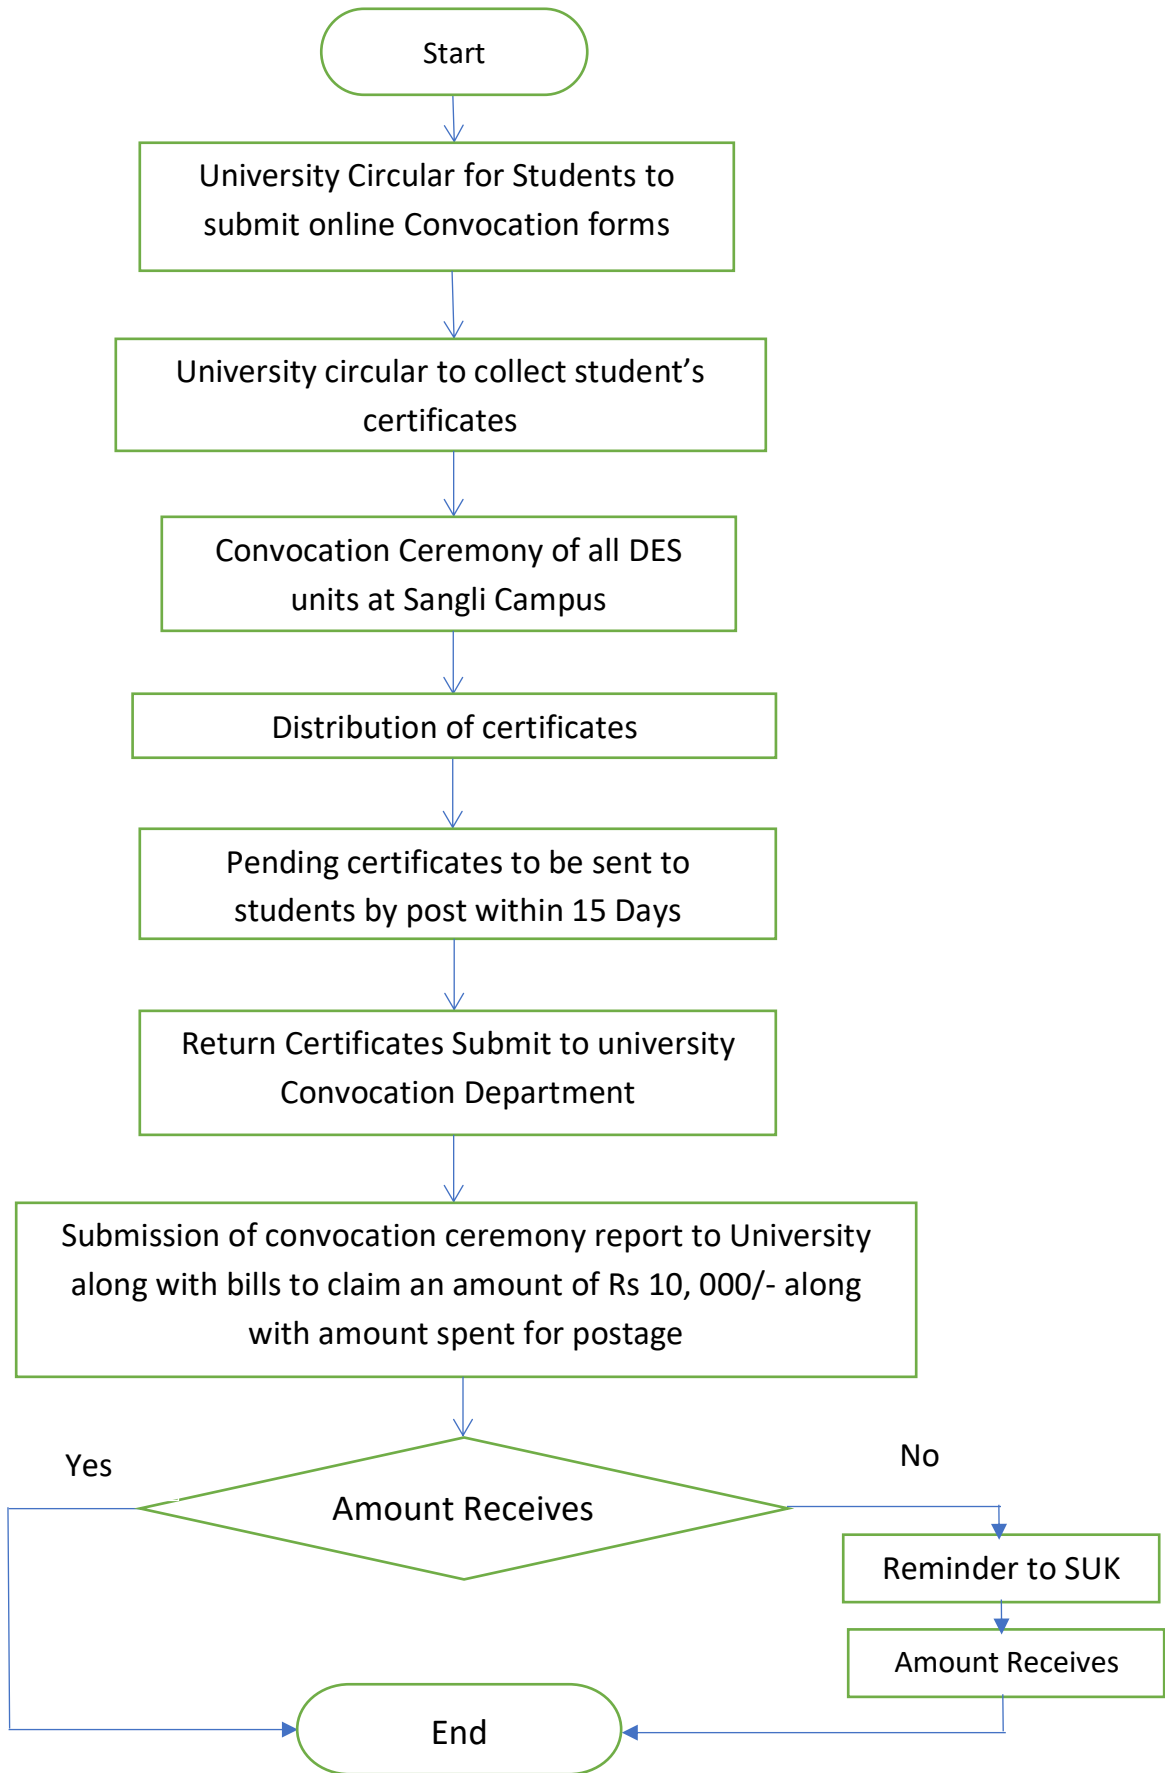 Start
University Circular for Students to
submit online Convocation forms
University circular to collect student’s
certificates
Convocation Ceremony of all DES
units at Sangli Campus
Distribution of certificates
Pending certificates to be sent to
students by post within 15 Days
Return Certificates Submit to university
Convocation Department
Submission of convocation ceremony report to University
along with bills to claim an amount of Rs 10, 000/- along
with amount spent for postage
Yes
No
Amount Receives
Reminder to SUK
Amount Receives
End